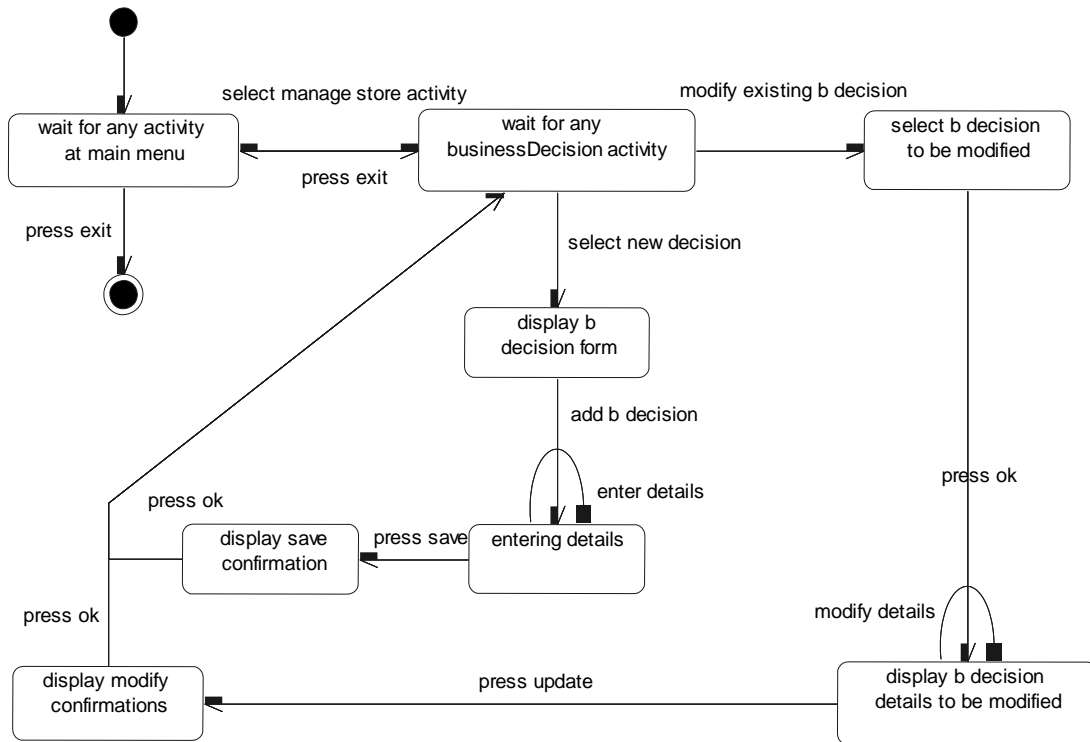 select manage store activity
modify existing b decision
wait for any activity
at main menu
wait for any
businessDecision activity
select b decision
to be modified
press exit
press exit
select new decision
display b
decision form
add b decision
press ok
enter details
press ok
display save
confirmation
press save
entering details
modify details
press ok
display modify
confirmations
press update
display b decision
details to be modified